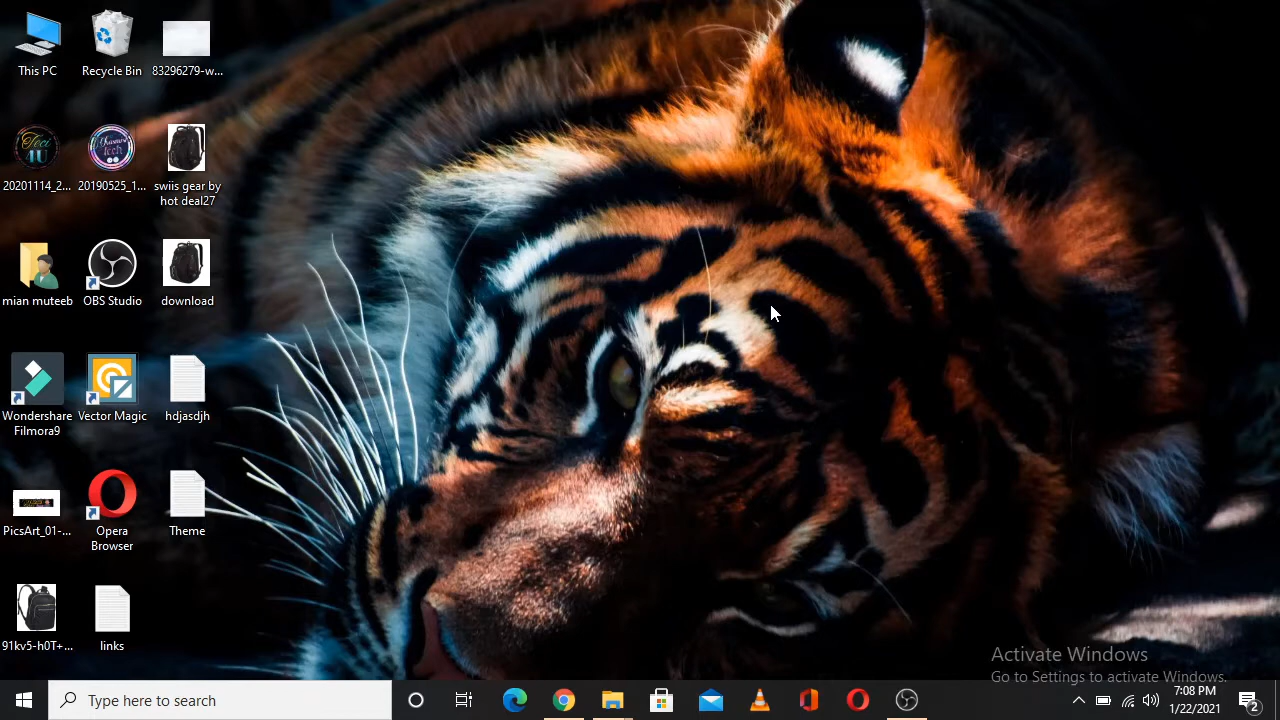 This PC
Recycle Bin
83296279-w...
20201114_2...
20190525_1...
swiis gear by
hot deal27
mian muteeb
OBS Studio
download
Wondershare
Filmora9
Vector Magic
hdjasdjh
PicsArt_01-...
Opera
Browser
Theme
91kv5-h0T+...
links
Activate Windows
Go to Settings to activate Windows.
Type here to search
7:08 PM
1/22/2021
2